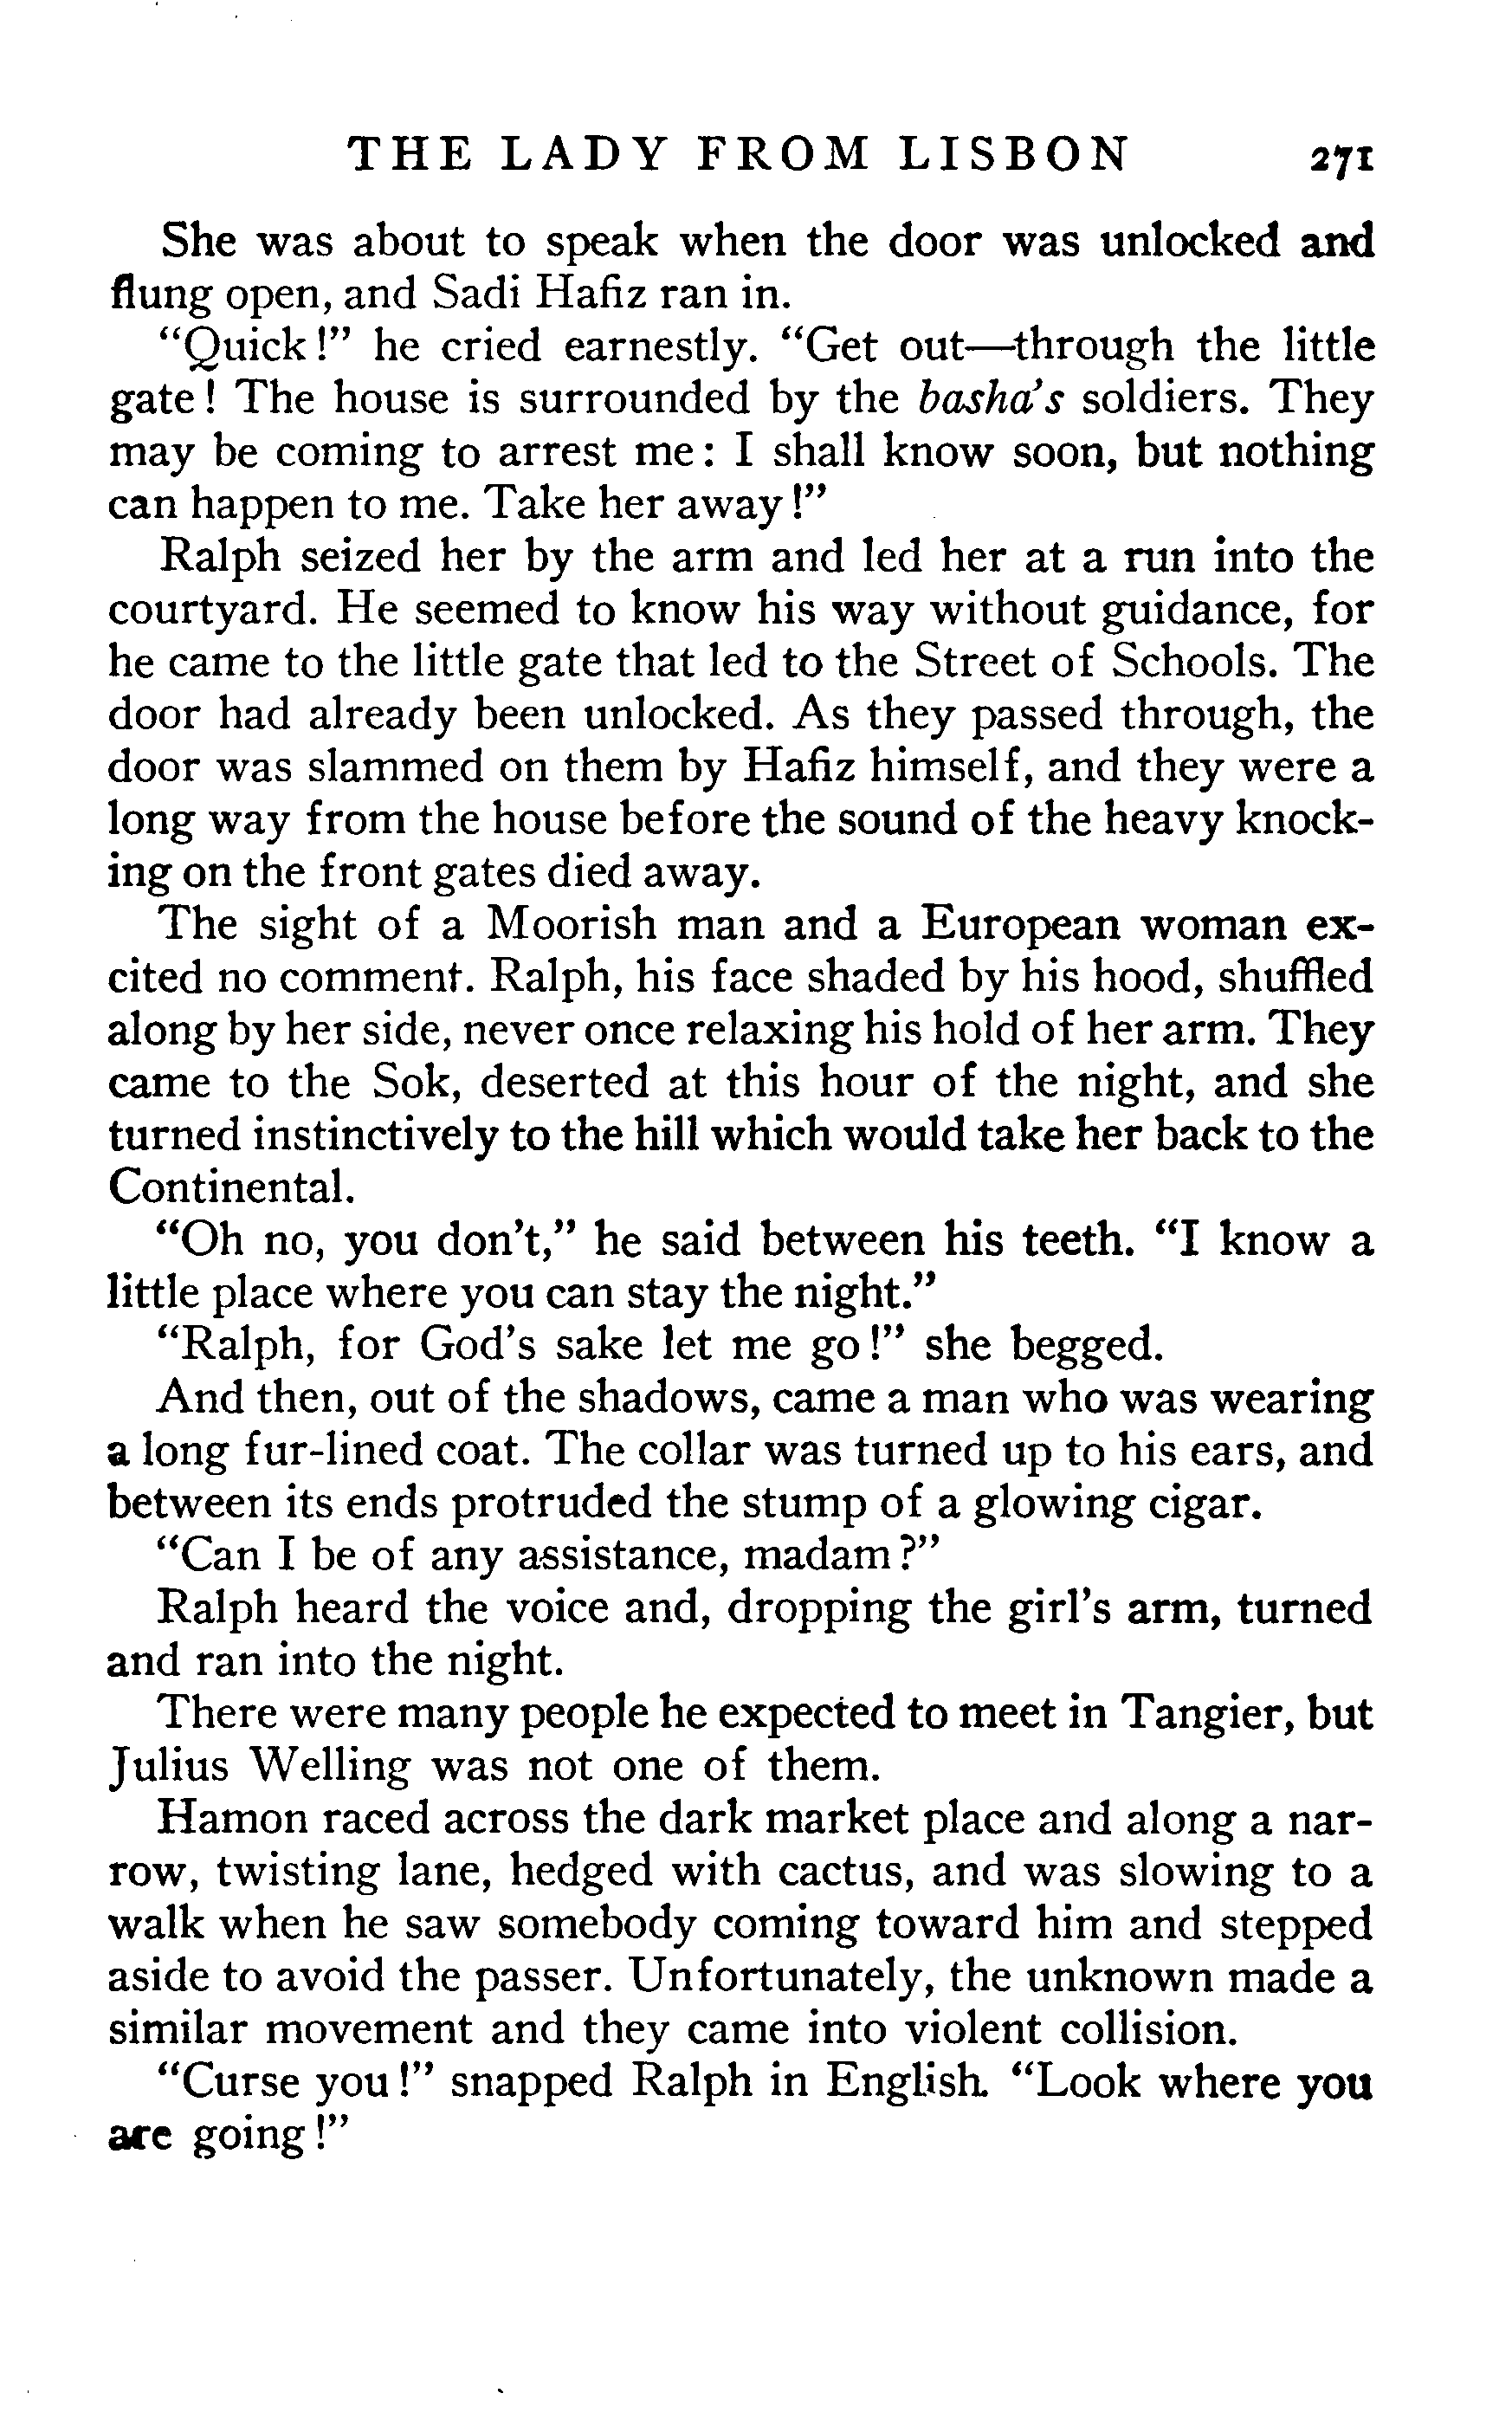 THE LADY FROM LISBON 271
She was about to speak when the door was unlocked and
flung open, and Sadi Hafiz ran in.
“Quick!” he cried earnestly. “Get out—through the little
gate! The house is surrounded by the basha’s soldiers. They
may be coming to arrest me: I shall know soon, but nothing
can happen to me. Take her away!”
Ralph seized her by the arm and led her at a run into the
courtyard. He seemed to know his way without guidance, for
he came to the little gate that led to the Street of Schools. The
door had already been unlocked. As they passed through, the
door was slammed on them by Hafiz himself, and they were a
long way from the house before the sound of the heavy knock-
ing on the front gates died away.
The sight of a Moorish man and a European woman ex-
cited no comment. Ralph, his face shaded by his hood, shuffled
along by her side, never once relaxing his hold of her arm. They
came to the Sok, deserted at this hour of the night, and she
turned instinctively to the hill which would take her back to the
Continental.
“Oh no, you don’t,” he said between his teeth. “I know a
little place where you can stay the night.”
“Ralph, for God’s sake let me go!” she begged.
And then, out of the shadows, came a man who was wearing
a long fur-lined coat. The collar was turned up to his ears, and
between its ends protruded the stump of a glowing cigar.
“Can I be of any assistance, madam?”
Ralph heard the voice and, dropping the girl’s arm, turned
and ran into the night.
There were many people he expected to meet in Tangier, but
Julius Welling was not one of them.
Hamon raced across the dark market place and along a nar-
row, twisting lane, hedged with cactus, and was slowing to a
walk when he saw somebody coming toward him and stepped
aside to avoid the passer. Unfortunately, the unknown made a
similar movement and they came into violent collision.
“Curse you!” snapped Ralph in English. “Look where you
are going!”